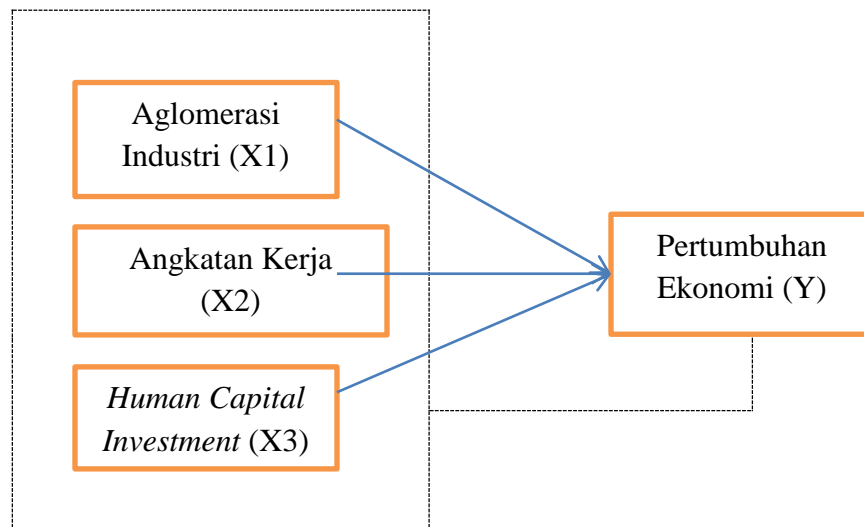 Aglomerasi
Industri (X1)
Angkatan Kerja
(X2)
Human Capital
Investment (X3)
Pertumbuhan
Ekonomi (Y)